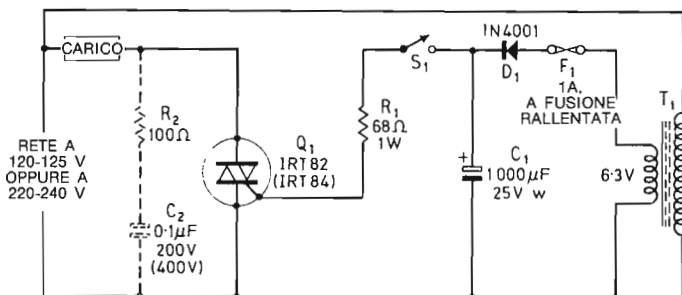 CARICO
R2
100Ω
RETE A
120-125 V
OPPURE A
220-240 V
C2
0·1μF
200V
(400V)
Q1
IRT82
(IRT84)
R1
68Ω
1W
S1
1N4001
D1
F1
1A,
A FUSIONE
RALLENTATA
+
C1
1000μF
25V w
6·3V
T1